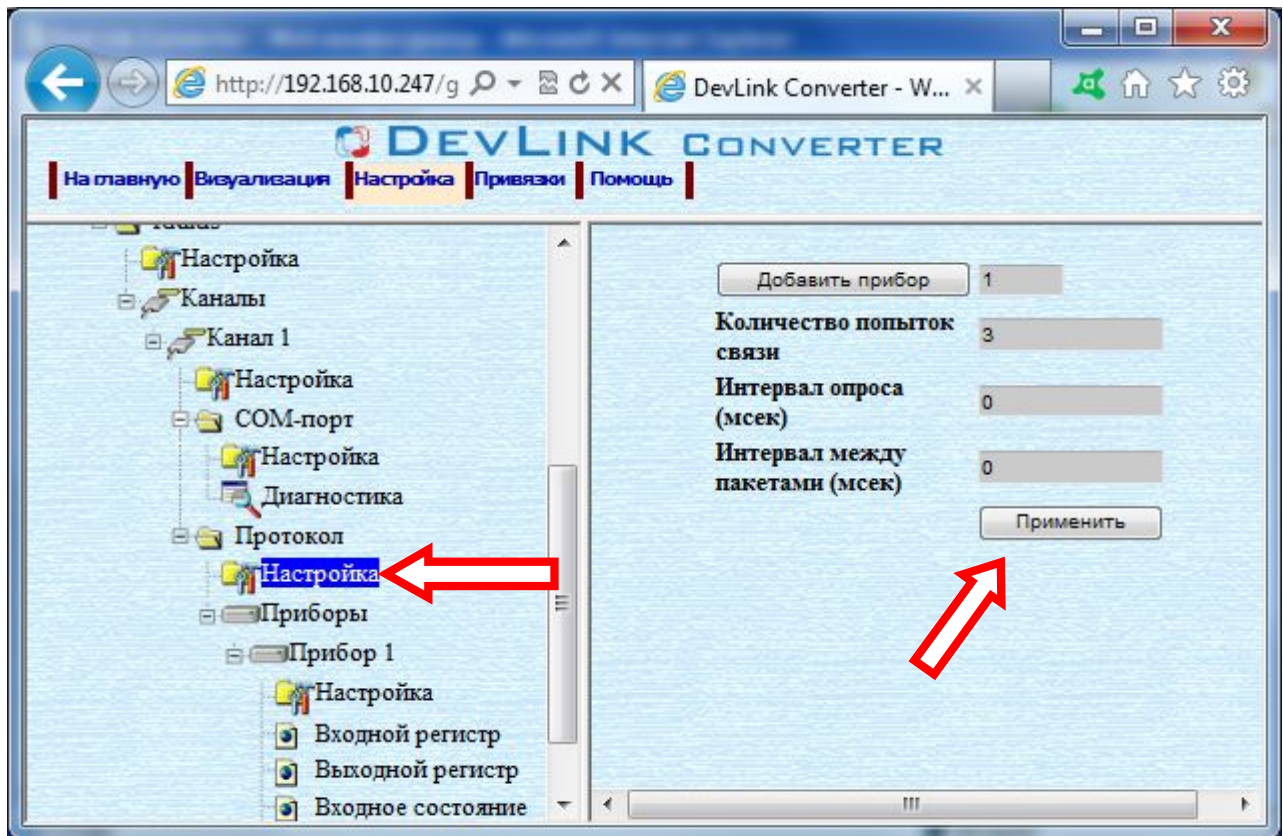 http://192.168.10.247/g
DevLink Converter - W...
DEVLINK CONVERTER
На главную Визуализация Настройка Привязки Помощь
Настройка
Каналы
Канал 1
Настройка
COM-порт
Настройка
Диагностика
Протокол
Настройка
Приборы
Прибор 1
Настройка
Входной регистр
Выходной регистр
Входное состояние
Добавить прибор 1
Количество попыток
связи
3
Интервал опроса
(мсек)
0
Интервал между
пакетами (мсек)
0
Применить